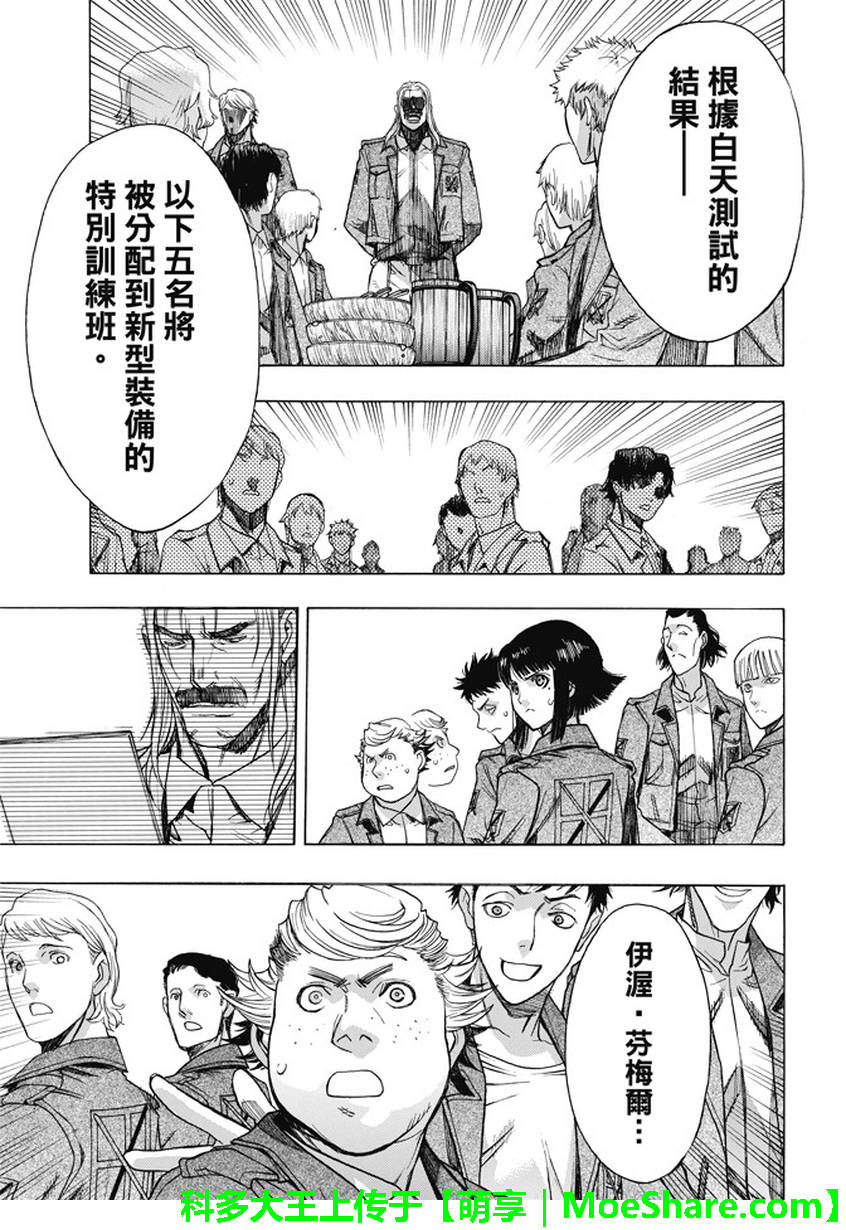 根據白天測試的
結果──
以下五名將
被分配到新型裝備的
特別訓練班。
伊渥·芬梅爾…
科多大王上传于【萌享｜MoeShare.com】